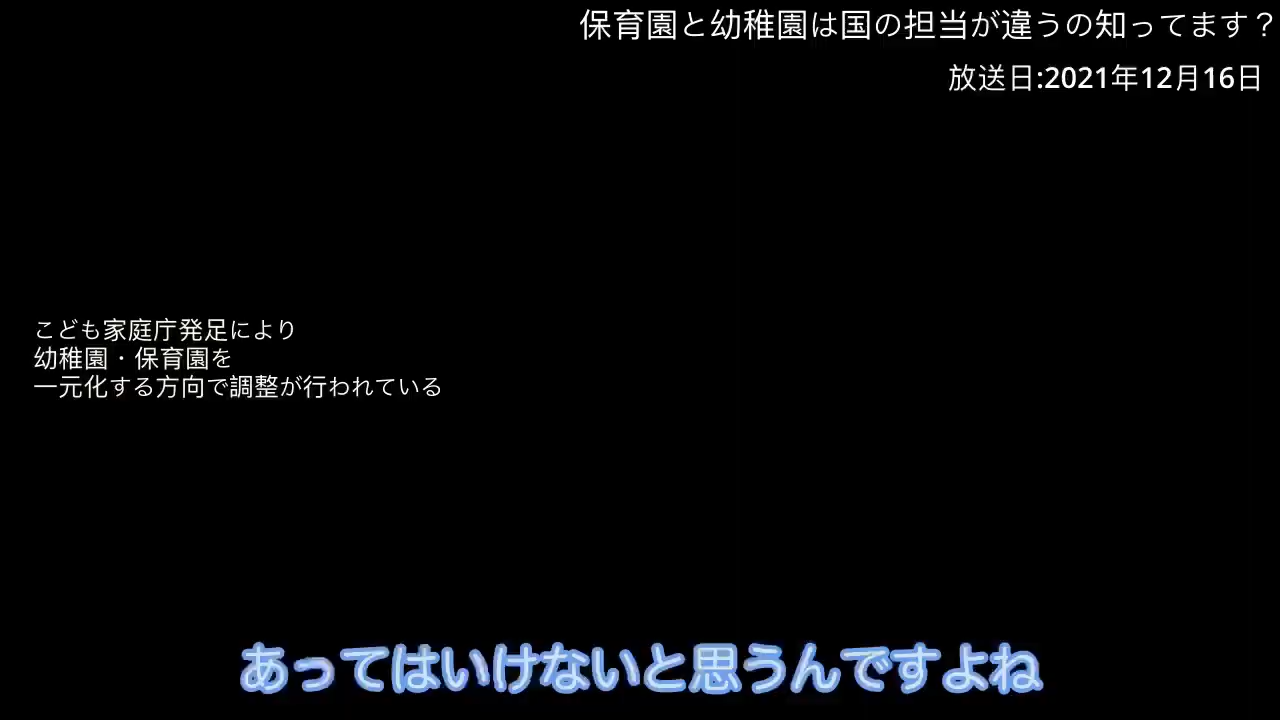 保育園と幼稚園は国の担当が違うの知ってます？
放送日:2021年12月16日
こども家庭庁発足により
幼稚園・保育園を
一元化する方向で調整が行われている
あってはいけないと思うんですよね